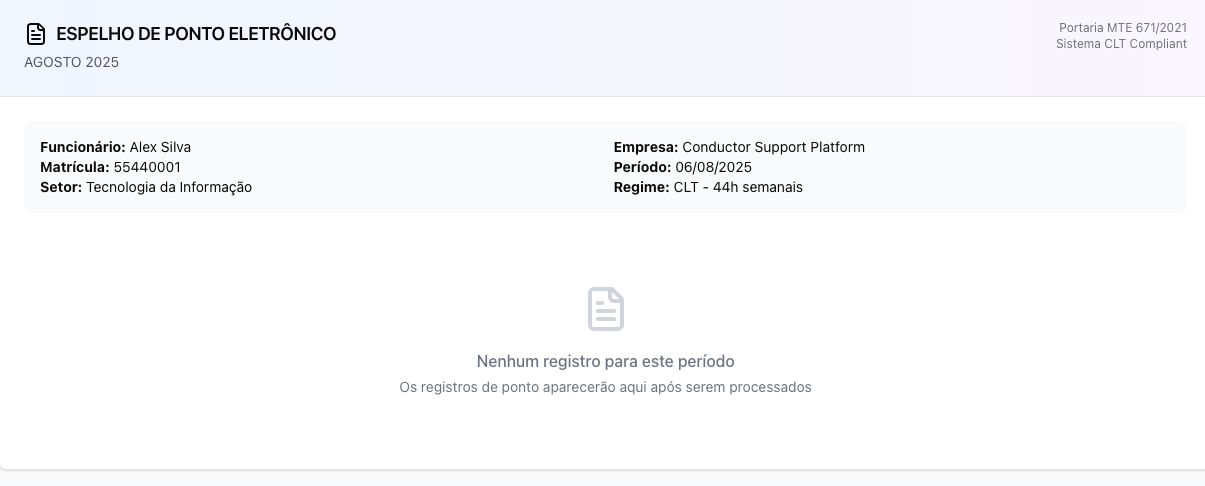 ESPELHO DE PONTO ELETRÔNICO
AGOSTO 2025
Portaria MTE 671/2021
Sistema CLT Compliant
Funcionário: Alex Silva
Matrícula: 55440001
Setor: Tecnologia da Informação
Empresa: Conductor Support Platform
Período: 06/08/2025
Regime: CLT - 44h semanais
Nenhum registro para este período
Os registros de ponto aparecerão aqui após serem processados